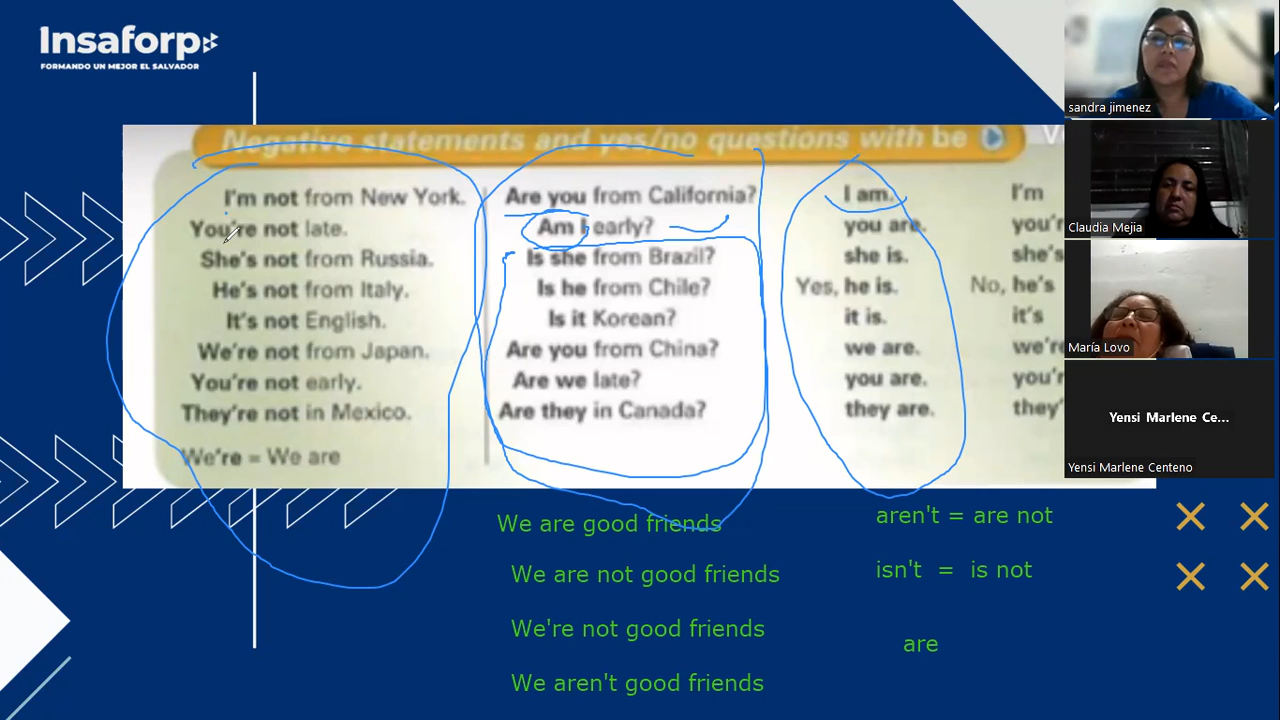 Insaforp
FORMANDO UN MEJOR EL SALVADOR
Negative statements and yes/no questions with be
I'm not from New York.
You're not late.
She's not from Russia.
He's not from Italy.
It's not English.
We're not from Japan.
You're not early.
They're not in Mexico.
We're = We are
Are you from California?
Am I early?
Is she from Brazil?
Is he from Chile?
Is it Korean?
Are you from China?
Are we late?
Are they in Canada?
I am.
you are.
she is.
Yes, he is.
it is.
we are.
you are.
they are.
I'm
you'r
she's
No, he's
it's
we're
you'r
they'
We are good friends
We are not good friends
We're not good friends
We aren't good friends
aren't = are not
isn't = is not
are
sandra jimenez
Claudia Mejia
María Lovo
Yensi Marlene Ce...
Yensi Marlene Centeno